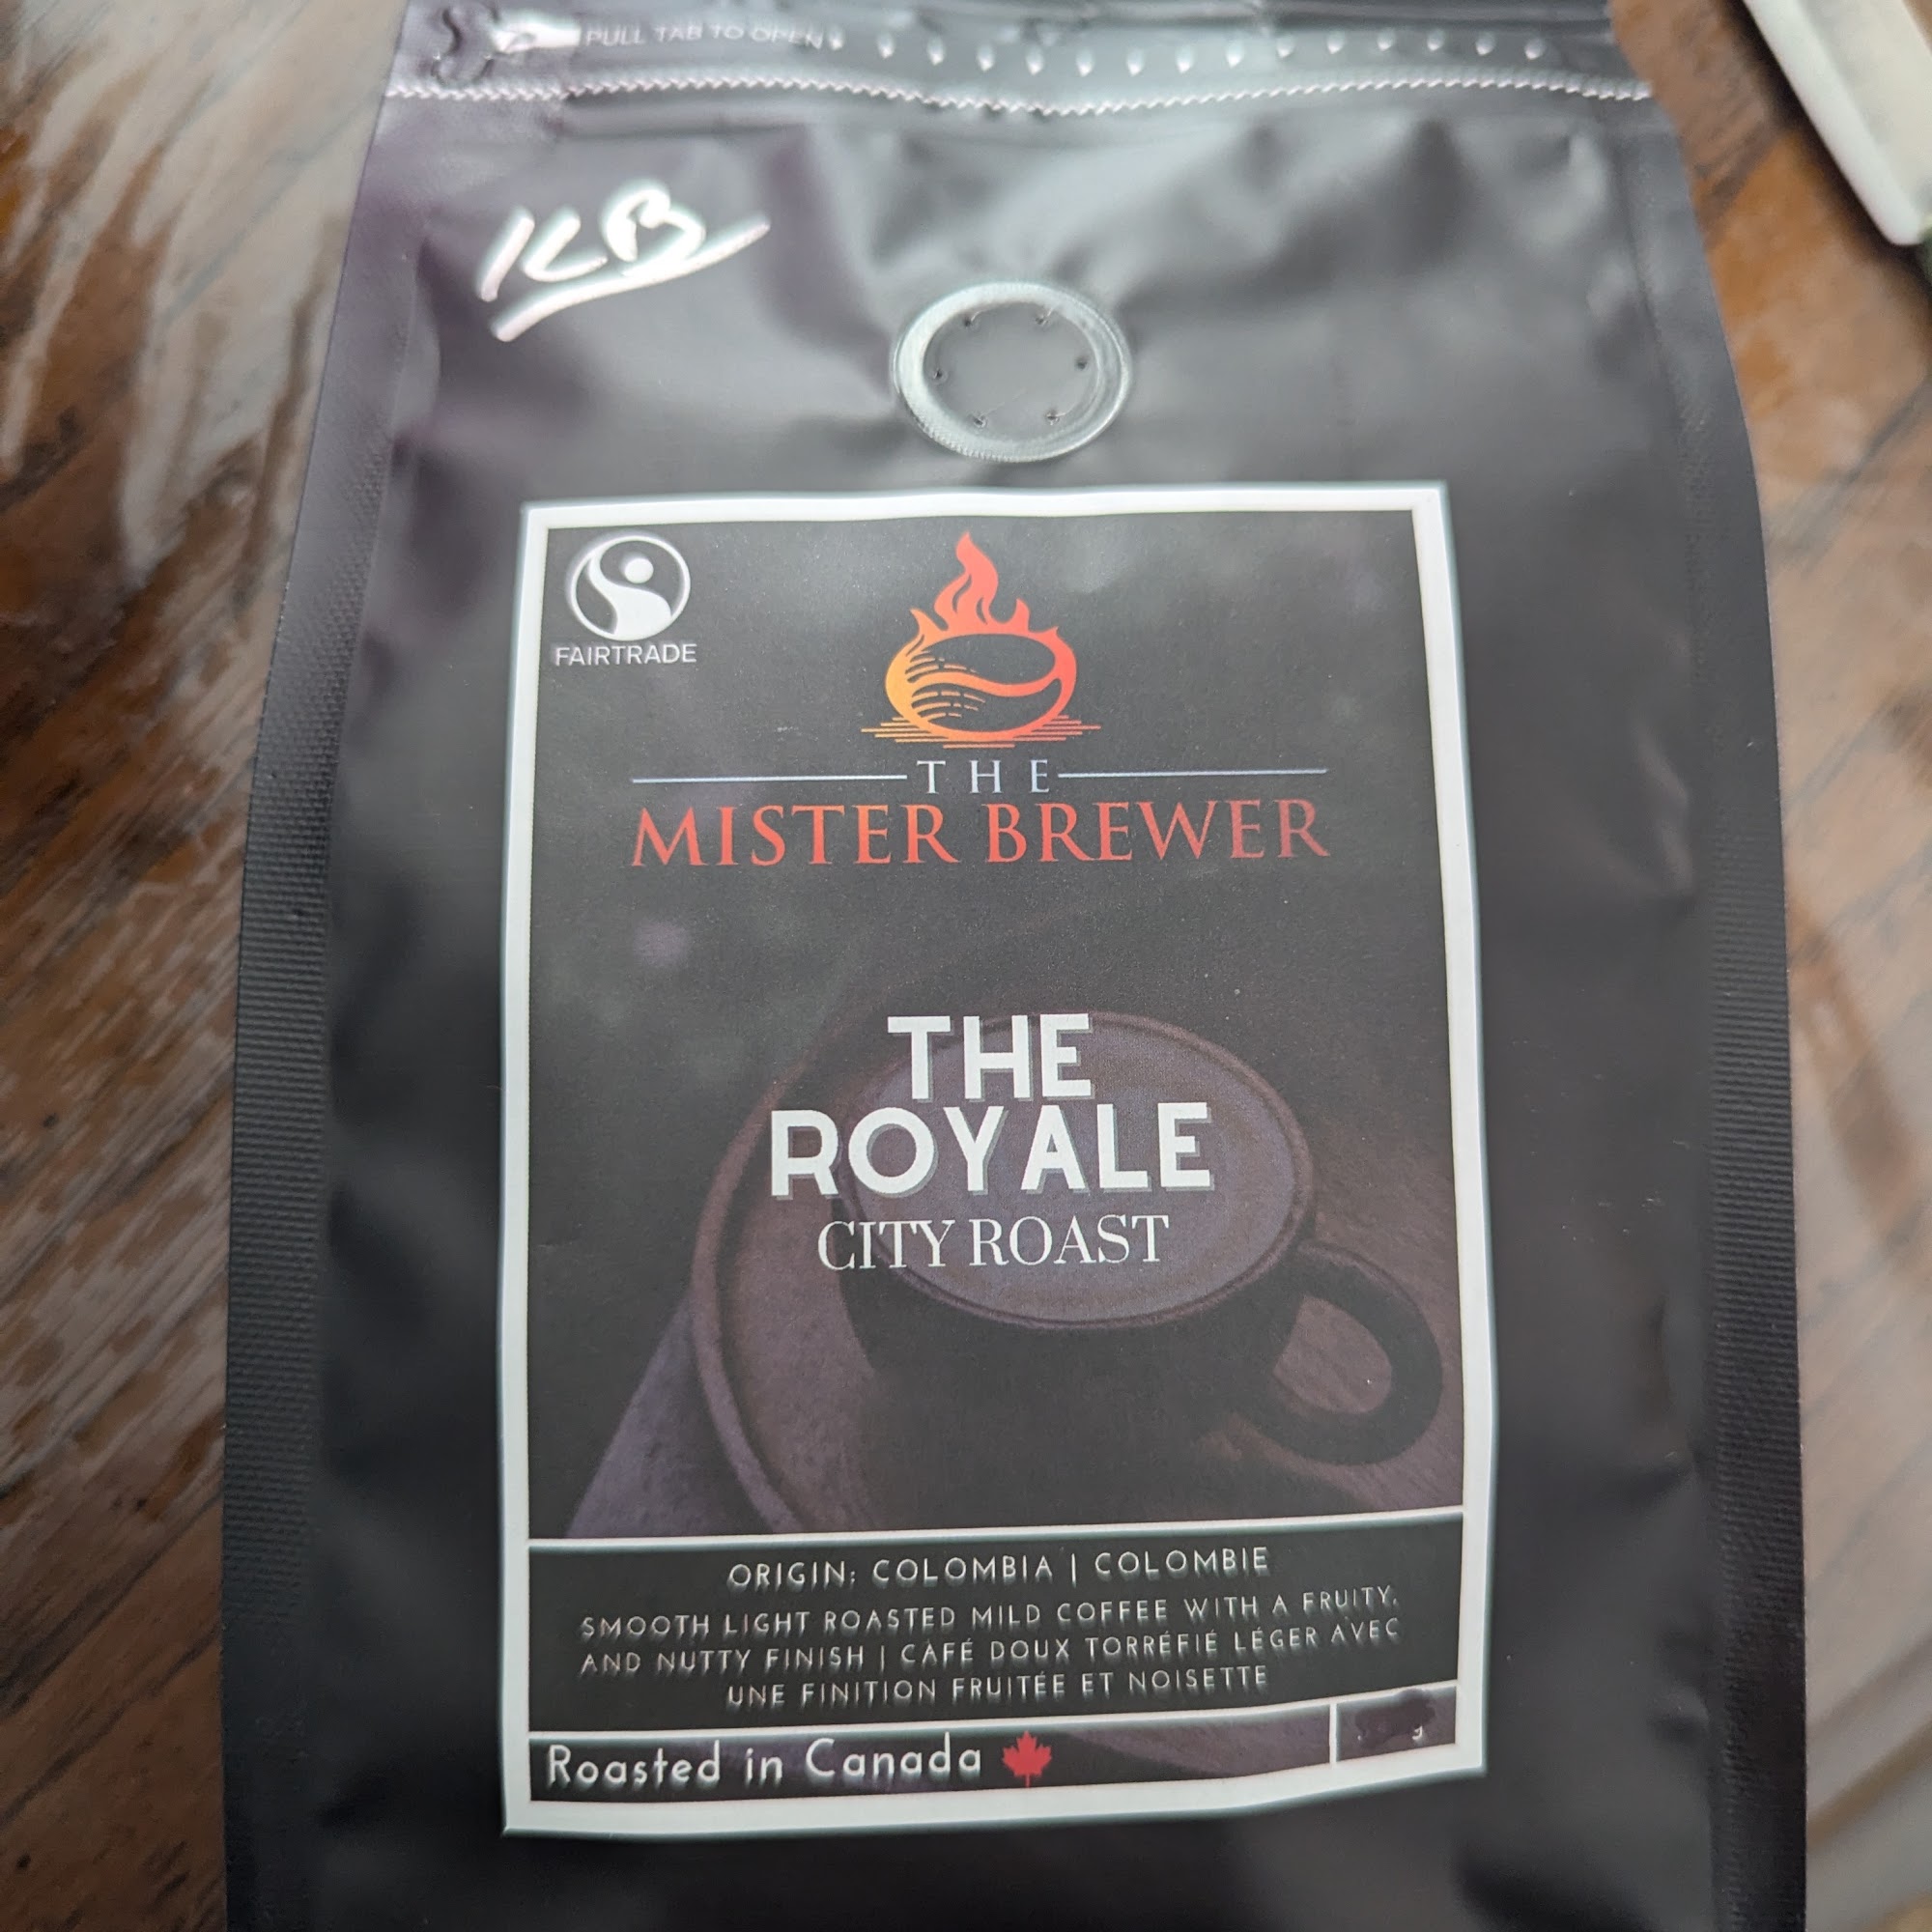 PULL TAB TO OPEN
KB
FAIRTRADE
THE
MISTER BREWER
THE
ROYALE
CITY ROAST
ORIGIN: COLOMBIA | COLOMBIE
SMOOTH LIGHT ROASTED MILD COFFEE WITH A FRUITY,
AND NUTTY FINISH | CAFÉ DOUX TORRÉFIÉ LÉGER AVEC
UNE FINITION FRUITÉE ET NOISETTE
Roasted in Canada
g